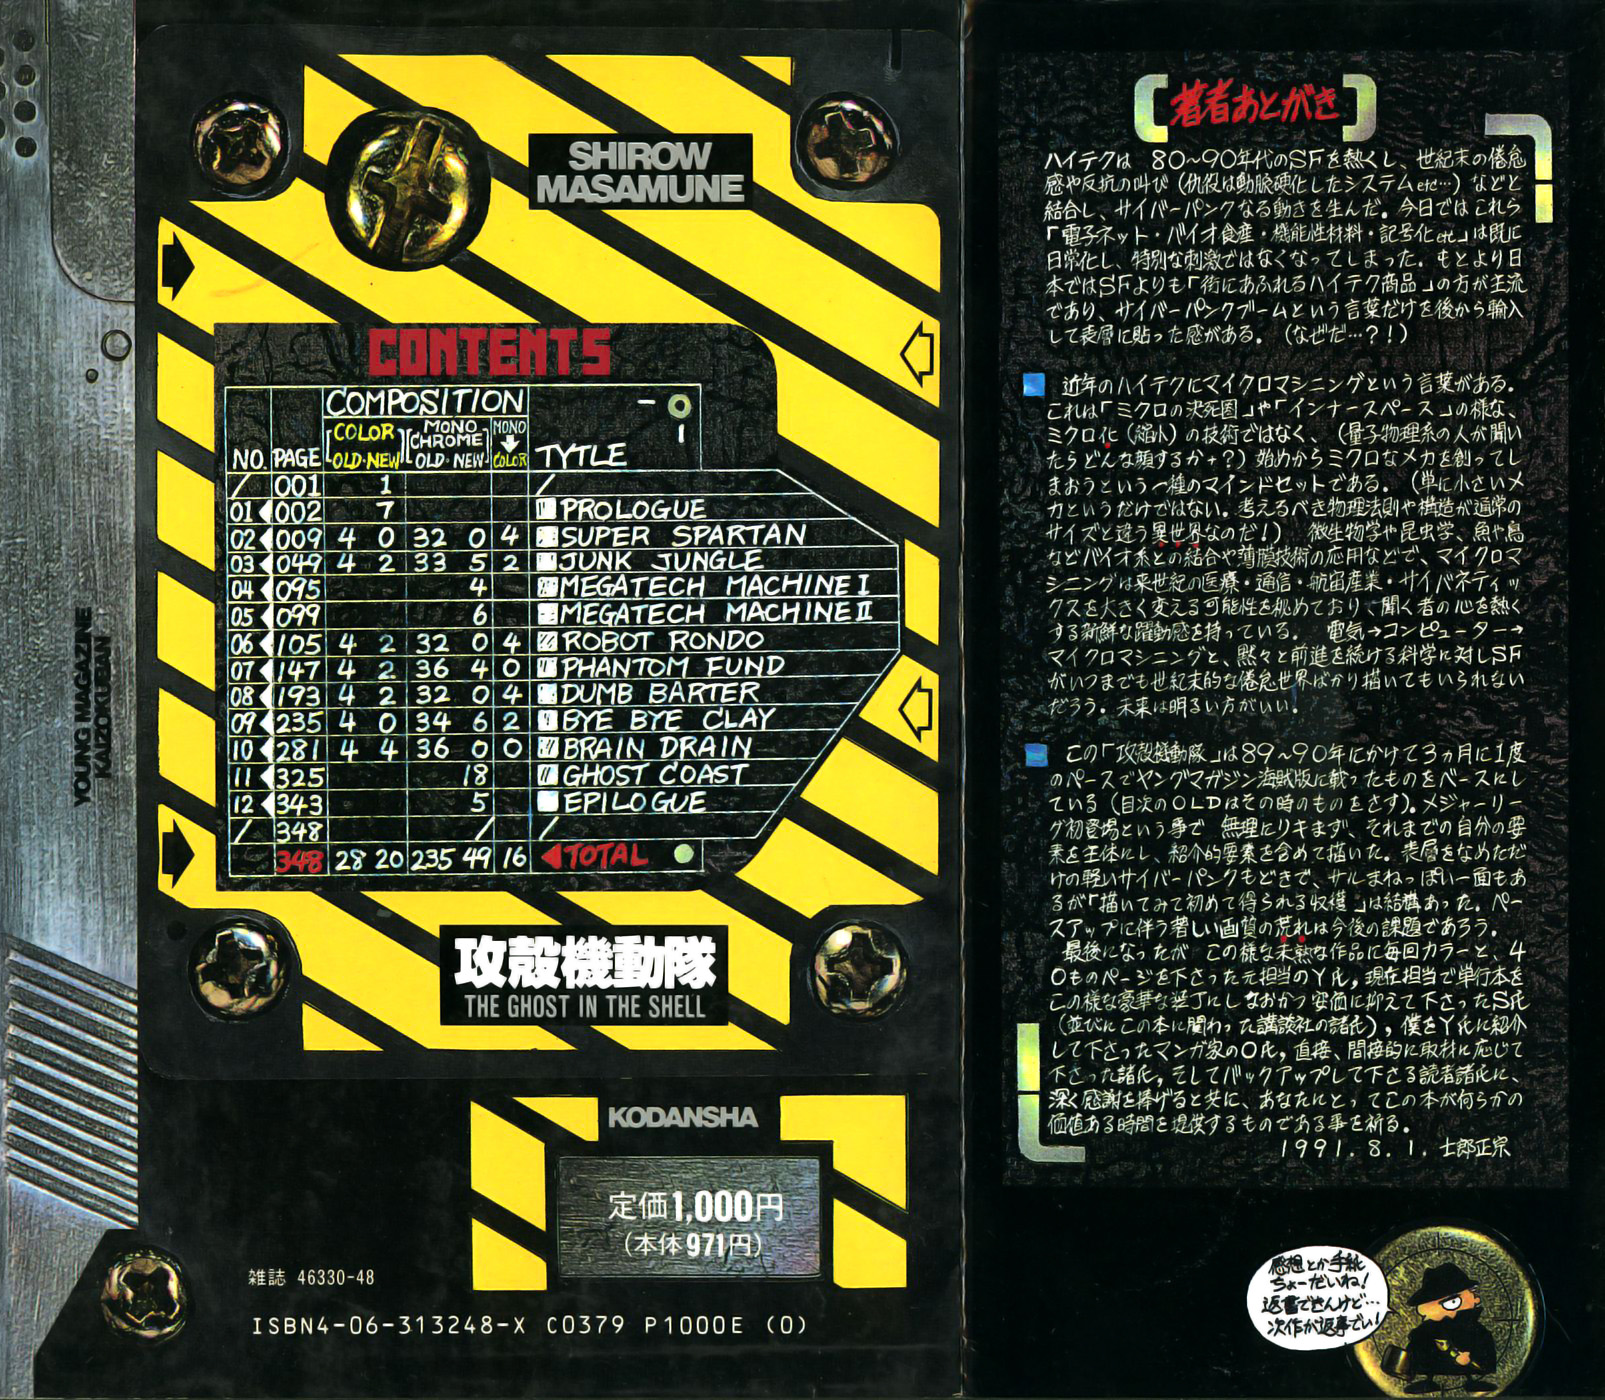 YOUNG MAGAZINE
KAIZOKUBAN
SHIROW
MASAMUNE
CONTENTS
COMPOSITION
NO. PAGE COLOR OLD・NEW MONO CHROME OLD・NEW MONO COLOR TYTLE
/ 001 1 /
01 002 7 PROLOGUE
02 009 4 0 32 0 4 SUPER SPARTAN
03 049 4 2 33 5 2 JUNK JUNGLE
04 095 4 MEGATECH MACHINE I
05 099 6 MEGATECH MACHINE II
06 105 4 2 32 0 4 ROBOT RONDO
07 147 4 2 36 4 0 PHANTOM FUND
08 193 4 2 32 0 4 DUMB BARTER
09 235 4 0 34 6 2 BYE BYE CLAY
10 281 4 4 36 0 0 BRAIN DRAIN
11 325 18 GHOST COAST
12 343 5 EPILOGUE
/ 348 / /
348 28 20 235 49 16 TOTAL
攻殻機動隊
THE GHOST IN THE SHELL
KODANSHA
定価1,000円
(本体971円)
雑誌 46330-48
ISBN4-06-313248-X C0379 P1000E (0)
著者あとがき
ハイテクは 80〜90年代のSFを熱くし、世紀末の倦怠
感や反抗の叫び(仇役は動脈硬化したシステムetc…)などと
結合し、サイバーパンクなる動きを生んだ。今日ではこれら
「電子ネット・バイオ食産・機能性材料・記号化etc」は既に
日常化し、特別な刺激ではなくなってしまった。もとより日
本ではSFよりも「街にあふれるハイテク商品」の方が主流
であり、サイバーパンクブームという言葉だけを後から輸入
して表層に貼った感がある。(なぜだ…?!)
近年のハイテクにマイクロマシニングという言葉がある。
これは「ミクロの決死圏」や「インナースペース」の様な、
ミクロ化(縮小)の技術ではなく、(量子物理系の人が聞い
たらどんな顔するか+?)始めからミクロなメカを創ってし
まおうという一種のマインドセットである。(単に小さいメ
カというだけではない。考えるべき物理法則や構造が通常の
サイズと違う異世界なのだ!) 微生物学や昆虫学、魚や鳥
などバイオ系との結合や薄膜技術の応用などで、マイクロマ
シニングは来世紀の医療・通信・航宙産業・サイバネティッ
クスを大きく変える可能性を秘めており、聞く者の心を熱く
する新鮮な躍動感を持っている。 電気→コンピューター→
マイクロマシニングと、黙々と前進を続ける科学に対しSF
がいつまでも世紀末的な倦怠世界ばかり描いてもいられない
だろう。未来は明るい方がいい。
この「攻殻機動隊」は89〜90年にかけて3ヵ月に1度
のペースでヤングマガジン海賊版に載ったものをベースにし
ている(目次のOLDはその時のものをさす)。メジャーリー
グ初登場という事で 無理にリキまず、それまでの自分の要
素を主体にし、紹介的要素を含めて描いた。表層をなめただ
けの軽いサイバーパンクもどきで、サルまねっぽい一面もあ
るが「描いてみて初めて得られる収穫」は結構あった。ペー
スアップに伴う著しい画質の荒れは今後の課題であろう。
最後になったが この様な未熟な作品に毎回カラーと、4
0ものページを下さった元担当のY氏、現在担当で単行本を
この様な豪華な装丁にしなおかつ安価に抑えて下さったS氏
(並びにこの本に関わった講談社の諸氏)、僕をY氏に紹介
して下さったマンガ家のO氏、直接、間接的に取材に応じて
下さった諸氏、そしてバックアップして下さる読者諸氏に、
深く感謝を捧げると共に、あなたにとってこの本が何らかの
価値ある時間を提供するものである事を祈る。
1991.8.1. 士郎正宗
感想とか手紙
ちょーだいね!
返書できんけど…
次作が返事でい!